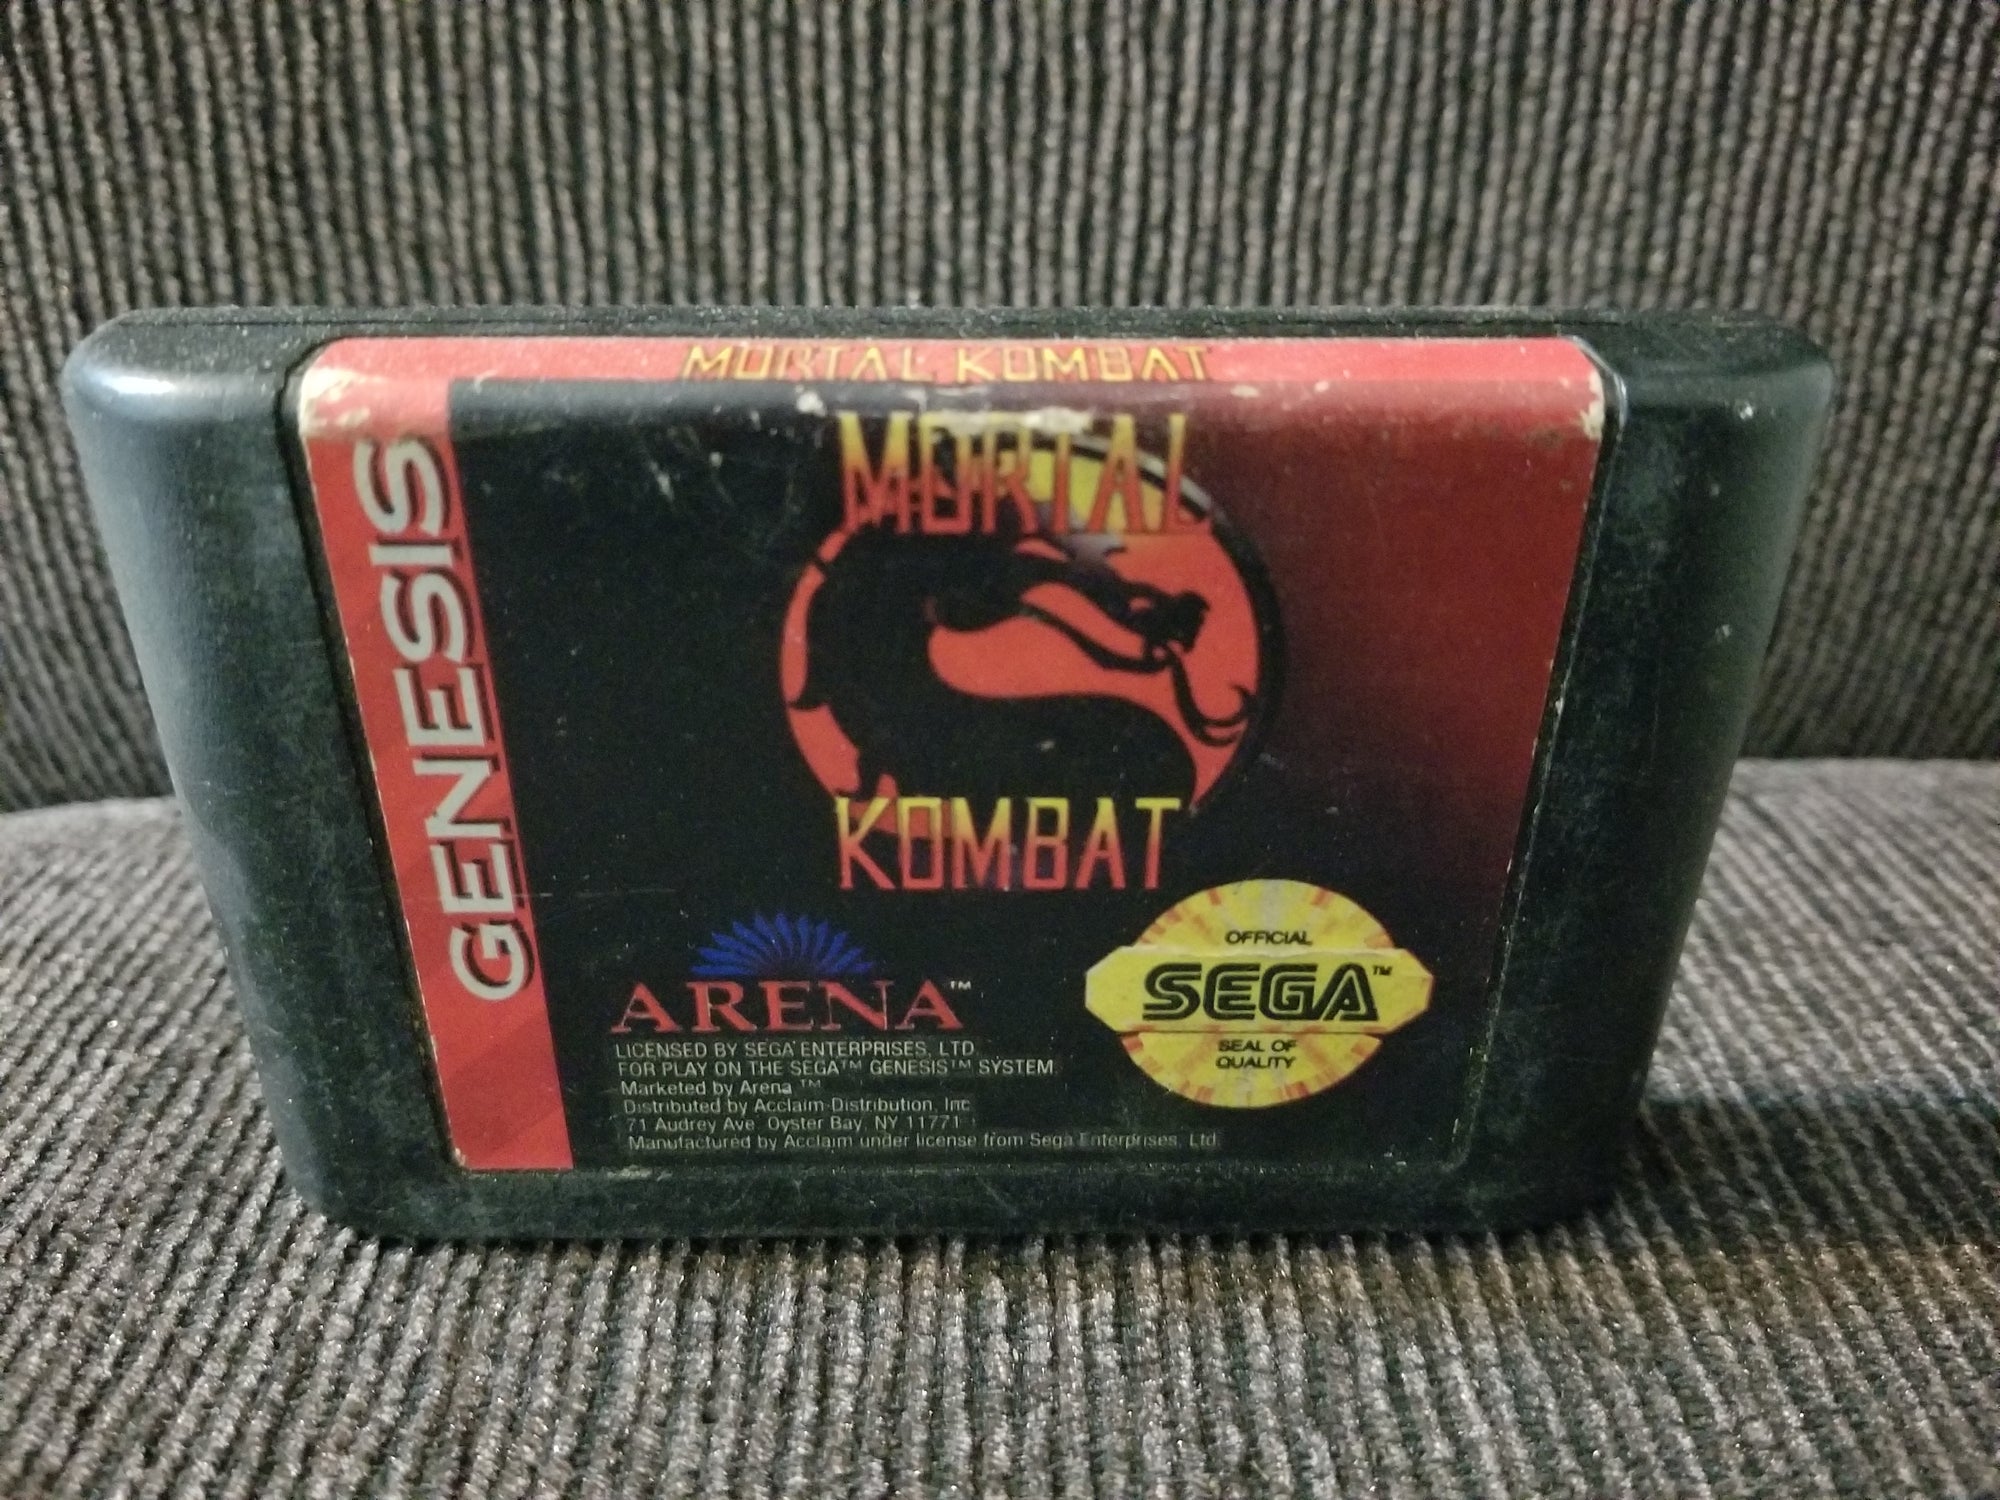 MORTAL KOMBAT
GENESIS
MORTAL
KOMBAT
ARENA™
LICENSED BY SEGA ENTERPRISES, LTD.
FOR PLAY ON THE SEGA™ GENESIS™ SYSTEM.
Marketed by Arena ™
Distributed by Acclaim Distribution, Inc.
71 Audrey Ave. Oyster Bay, NY 11771
Manufactured by Acclaim under license from Sega Enterprises, Ltd.
OFFICIAL
SEGA™
SEAL OF
QUALITY